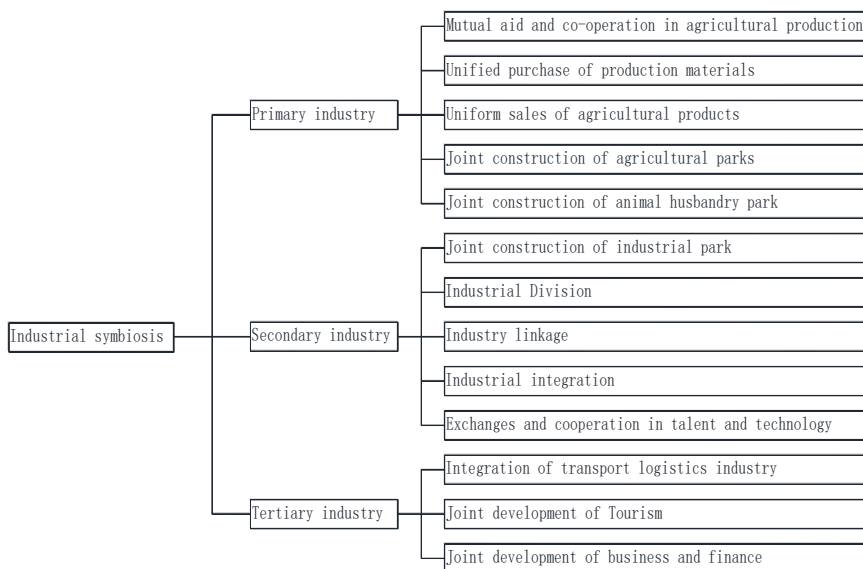 Mutual aid and co-operation in agricultural production
Unified purchase of production materials
Primary industry
Uniform sales of agricultural products
Joint construction of agricultural parks
Joint construction of animal husbandry park
Joint construction of industrial park
Industrial Division
Industrial symbiosis
Secondary industry
Industry linkage
Industrial integration
Exchanges and cooperation in talent and technology
Integration of transport logistics industry
Tertiary industry
Joint development of Tourism
Joint development of business and finance